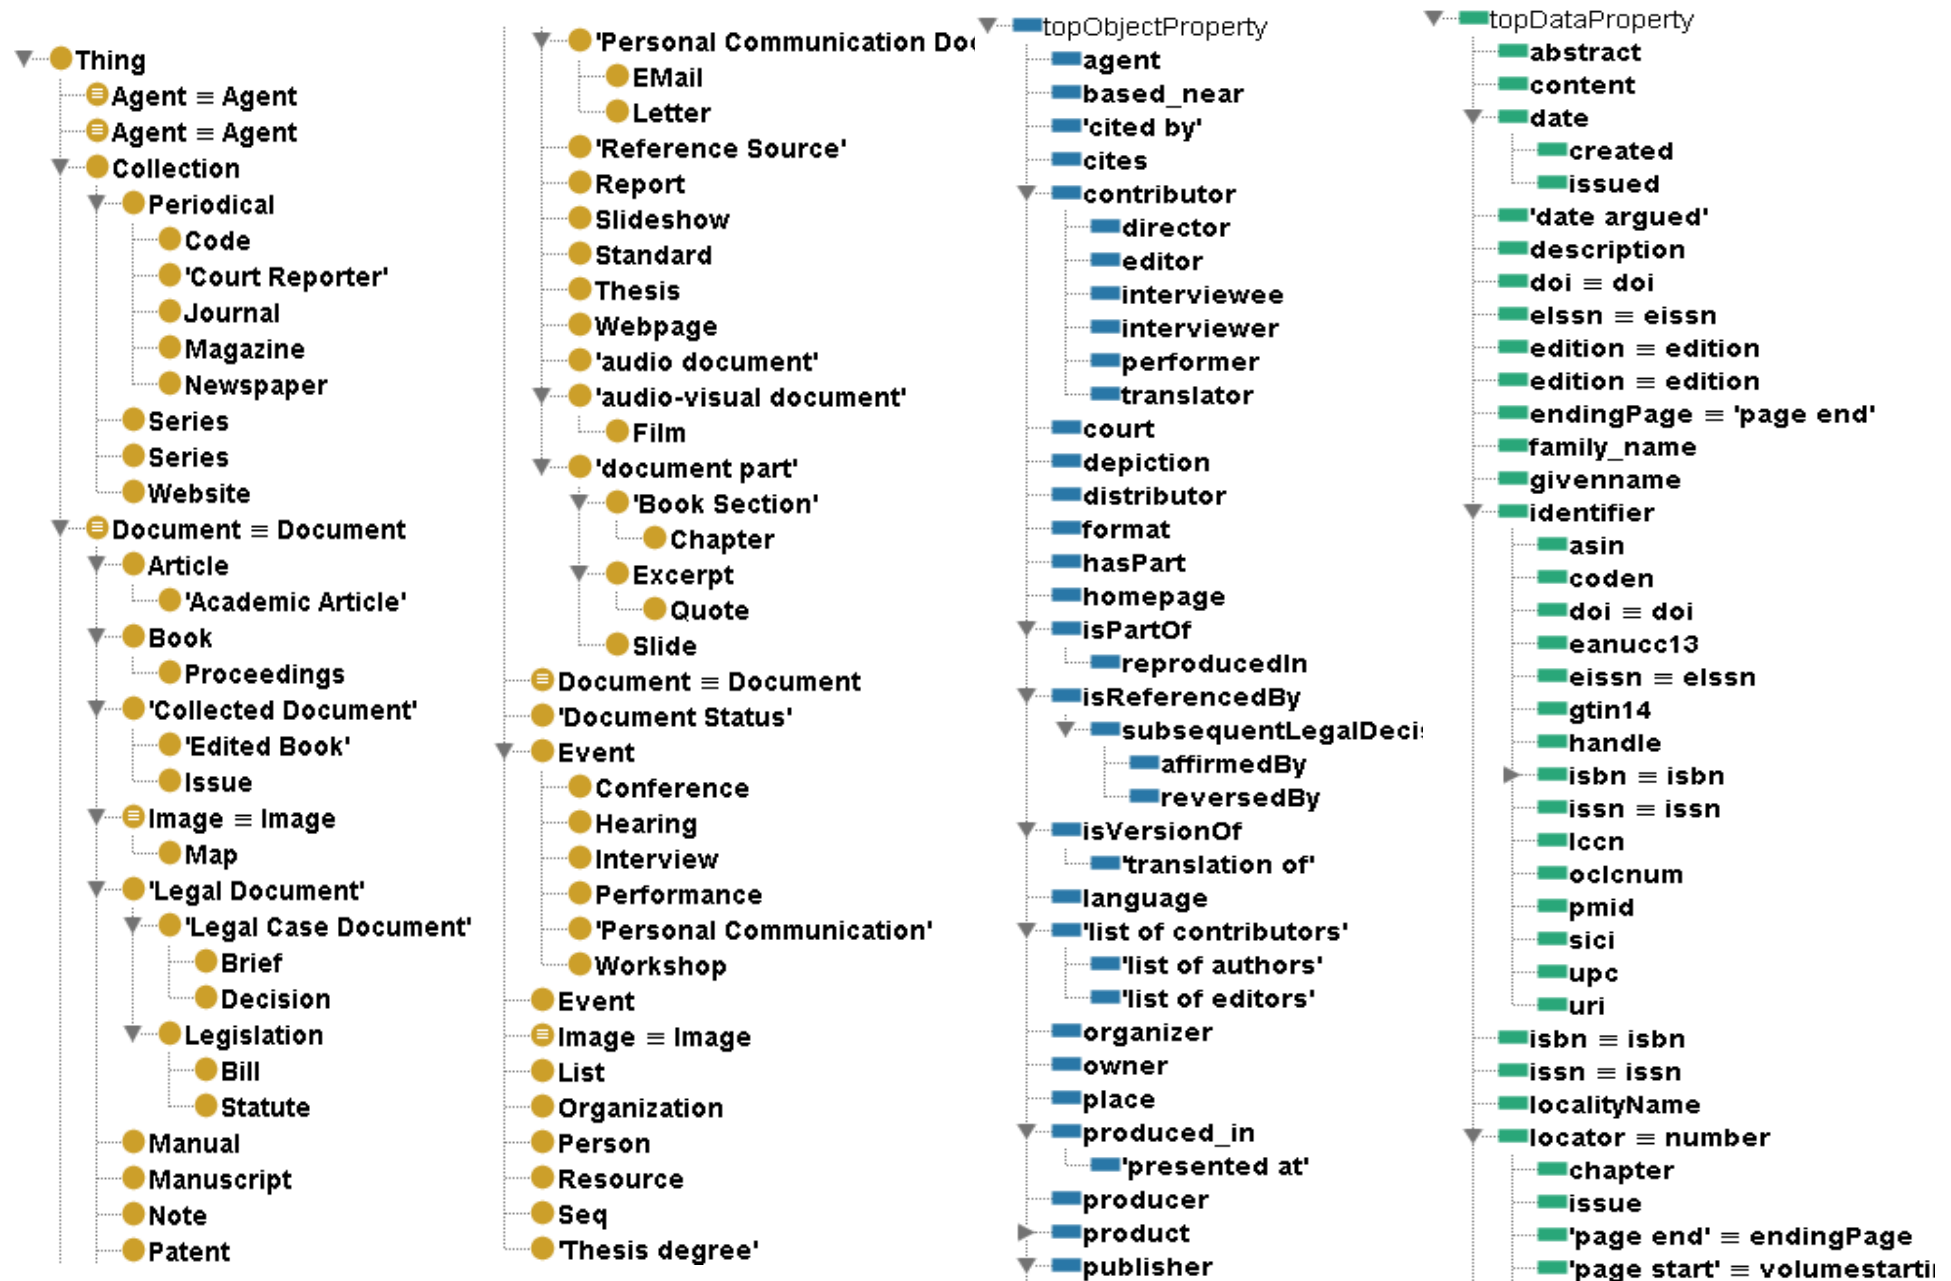 Thing
Agent ≡ Agent
Agent ≡ Agent
Collection
Periodical
Code
'Court Reporter'
Journal
Magazine
Newspaper
Series
Series
Website
Document ≡ Document
Article
'Academic Article'
Book
Proceedings
'Collected Document'
'Edited Book'
Issue
Image ≡ Image
Map
'Legal Document'
'Legal Case Document'
Brief
Decision
Legislation
Bill
Statute
Manual
Manuscript
Note
Patent
'Personal Communication Do
EMail
Letter
'Reference Source'
Report
Slideshow
Standard
Thesis
Webpage
'audio document'
'audio-visual document'
Film
'document part'
'Book Section'
Chapter
Excerpt
Quote
Slide
Document ≡ Document
'Document Status'
Event
Conference
Hearing
Interview
Performance
'Personal Communication'
Workshop
Event
Image ≡ Image
List
Organization
Person
Resource
Seq
'Thesis degree'
topObjectProperty
agent
based_near
'cited by'
cites
contributor
director
editor
interviewee
interviewer
performer
translator
court
depiction
distributor
format
hasPart
homepage
isPartOf
reproducedIn
isReferencedBy
subsequentLegalDeci
affirmedBy
reversedBy
isVersionOf
'translation of'
language
'list of contributors'
'list of authors'
'list of editors'
organizer
owner
place
produced_in
'presented at'
producer
product
publisher
topDataProperty
abstract
content
date
created
issued
'date argued'
description
doi ≡ doi
eIssn ≡ eissn
edition ≡ edition
edition ≡ edition
endingPage ≡ 'page end'
family_name
givenname
identifier
asin
coden
doi ≡ doi
eanucc13
eissn ≡ eIssn
gtin14
handle
isbn ≡ isbn
issn ≡ issn
lccn
oclcnum
pmid
sici
upc
uri
isbn ≡ isbn
issn ≡ issn
localityName
locator ≡ number
chapter
issue
'page end' ≡ endingPage
'page start' ≡ volumestarti